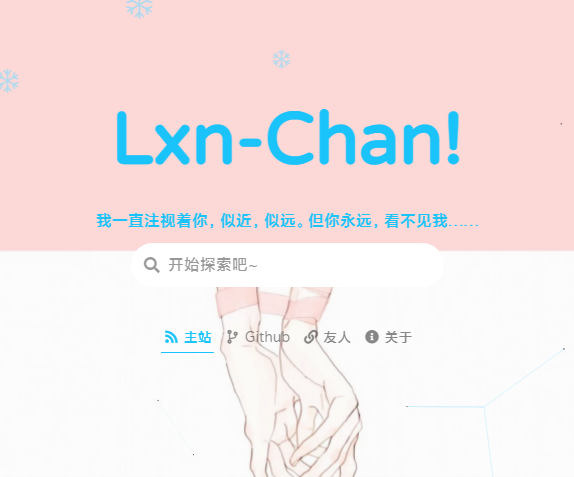 Lxn-Chan!
我一直注视着你, 似近, 似远。但你永远, 看不见我……
开始探索吧~
主站 Github 友人 关于